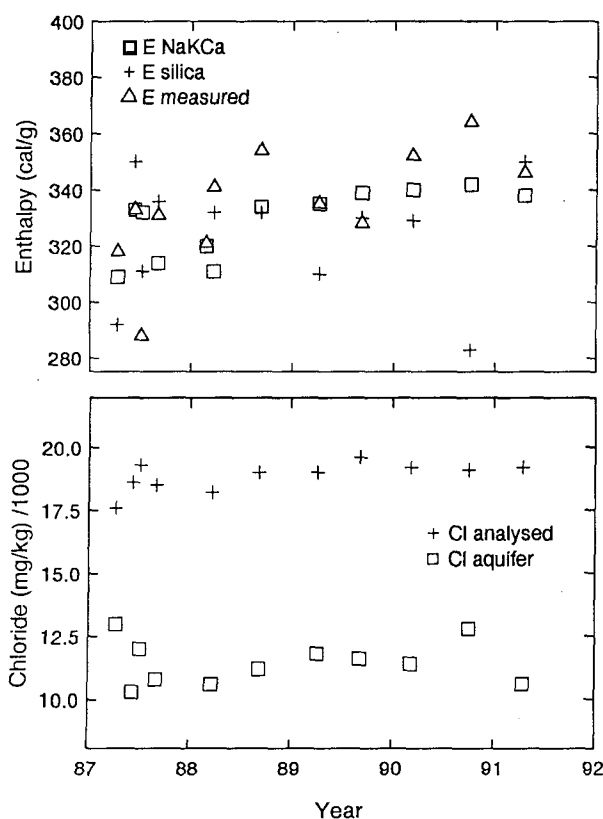 400
380
360
340
320
300
280
Enthalpy (cal/g)
E NaKCa
E silica
E measured
20.0
17.5
15.0
12.5
10.0
Chloride (mg/kg) /1000
Cl analysed
Cl aquifer
87 88 89 90 91 92
Year